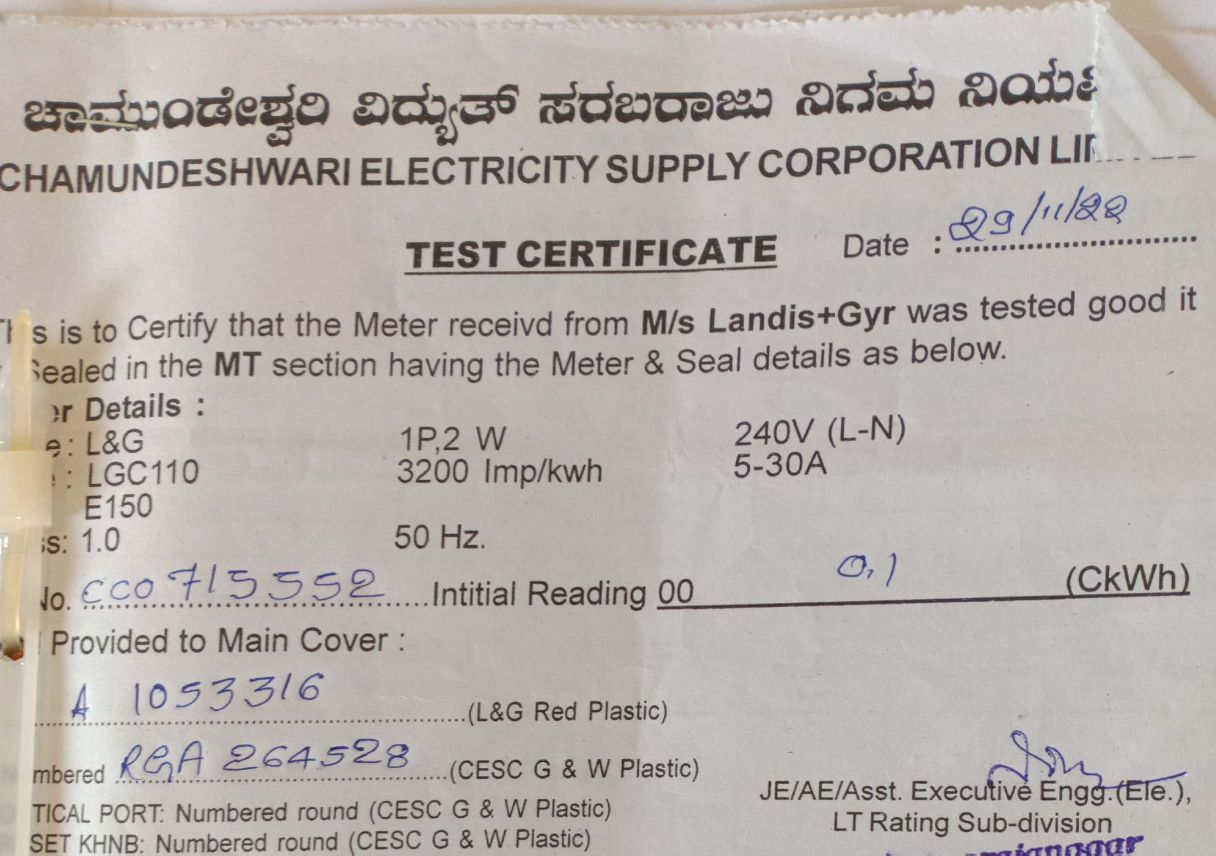 ಚಾಮುಂಡೇಶ್ವರಿ ವಿದ್ಯುತ್ ಸರಬರಾಜು ನಿಗಮ
CHAMUNDESHWARI ELECTRICITY SUPPLY CORPORATION
TEST CERTIFICATE Date : 29/11/22
is to Certify that the Meter receivd from M/s Landis+Gyr was tested good it
Sealed in the MT section having the Meter & Seal details as below.
Details :
: L&G 1P,2 W 240V (L-N)
: LGC110 3200 Imp/kwh 5-30A
E150
: 1.0 50 Hz.
No. CC0715552 Intitial Reading 00 0.1 (CkWh)
Provided to Main Cover :
A 1053316 (L&G Red Plastic)
mbered RGA 264528 (CESC G & W Plastic)
TICAL PORT: Numbered round (CESC G & W Plastic)
SET KHNB: Numbered round (CESC G & W Plastic)
JE/AE/Asst. Executive Engg.(Ele.),
LT Rating Sub-division